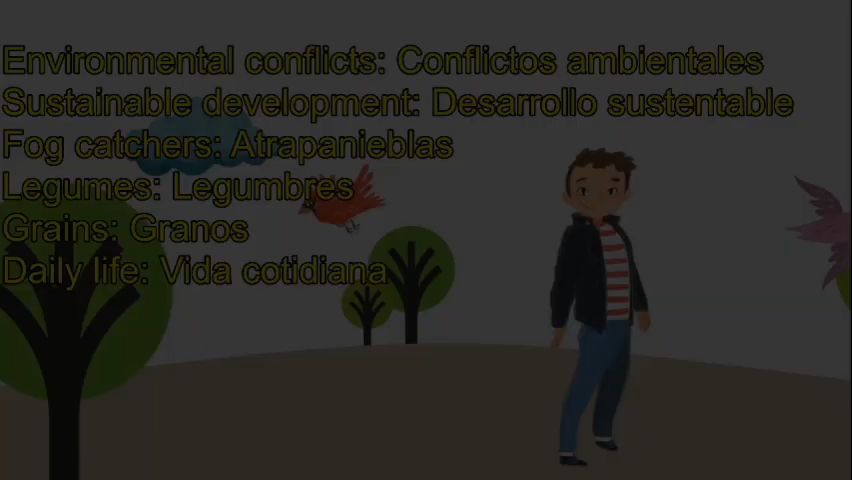 Environmental conflicts: Conflictos ambientales
Sustainable development: Desarrollo sustentable
Fog catchers: Atrapanieblas
Legumes: Legumbres
Grains: Granos
Daily life: Vida cotidiana